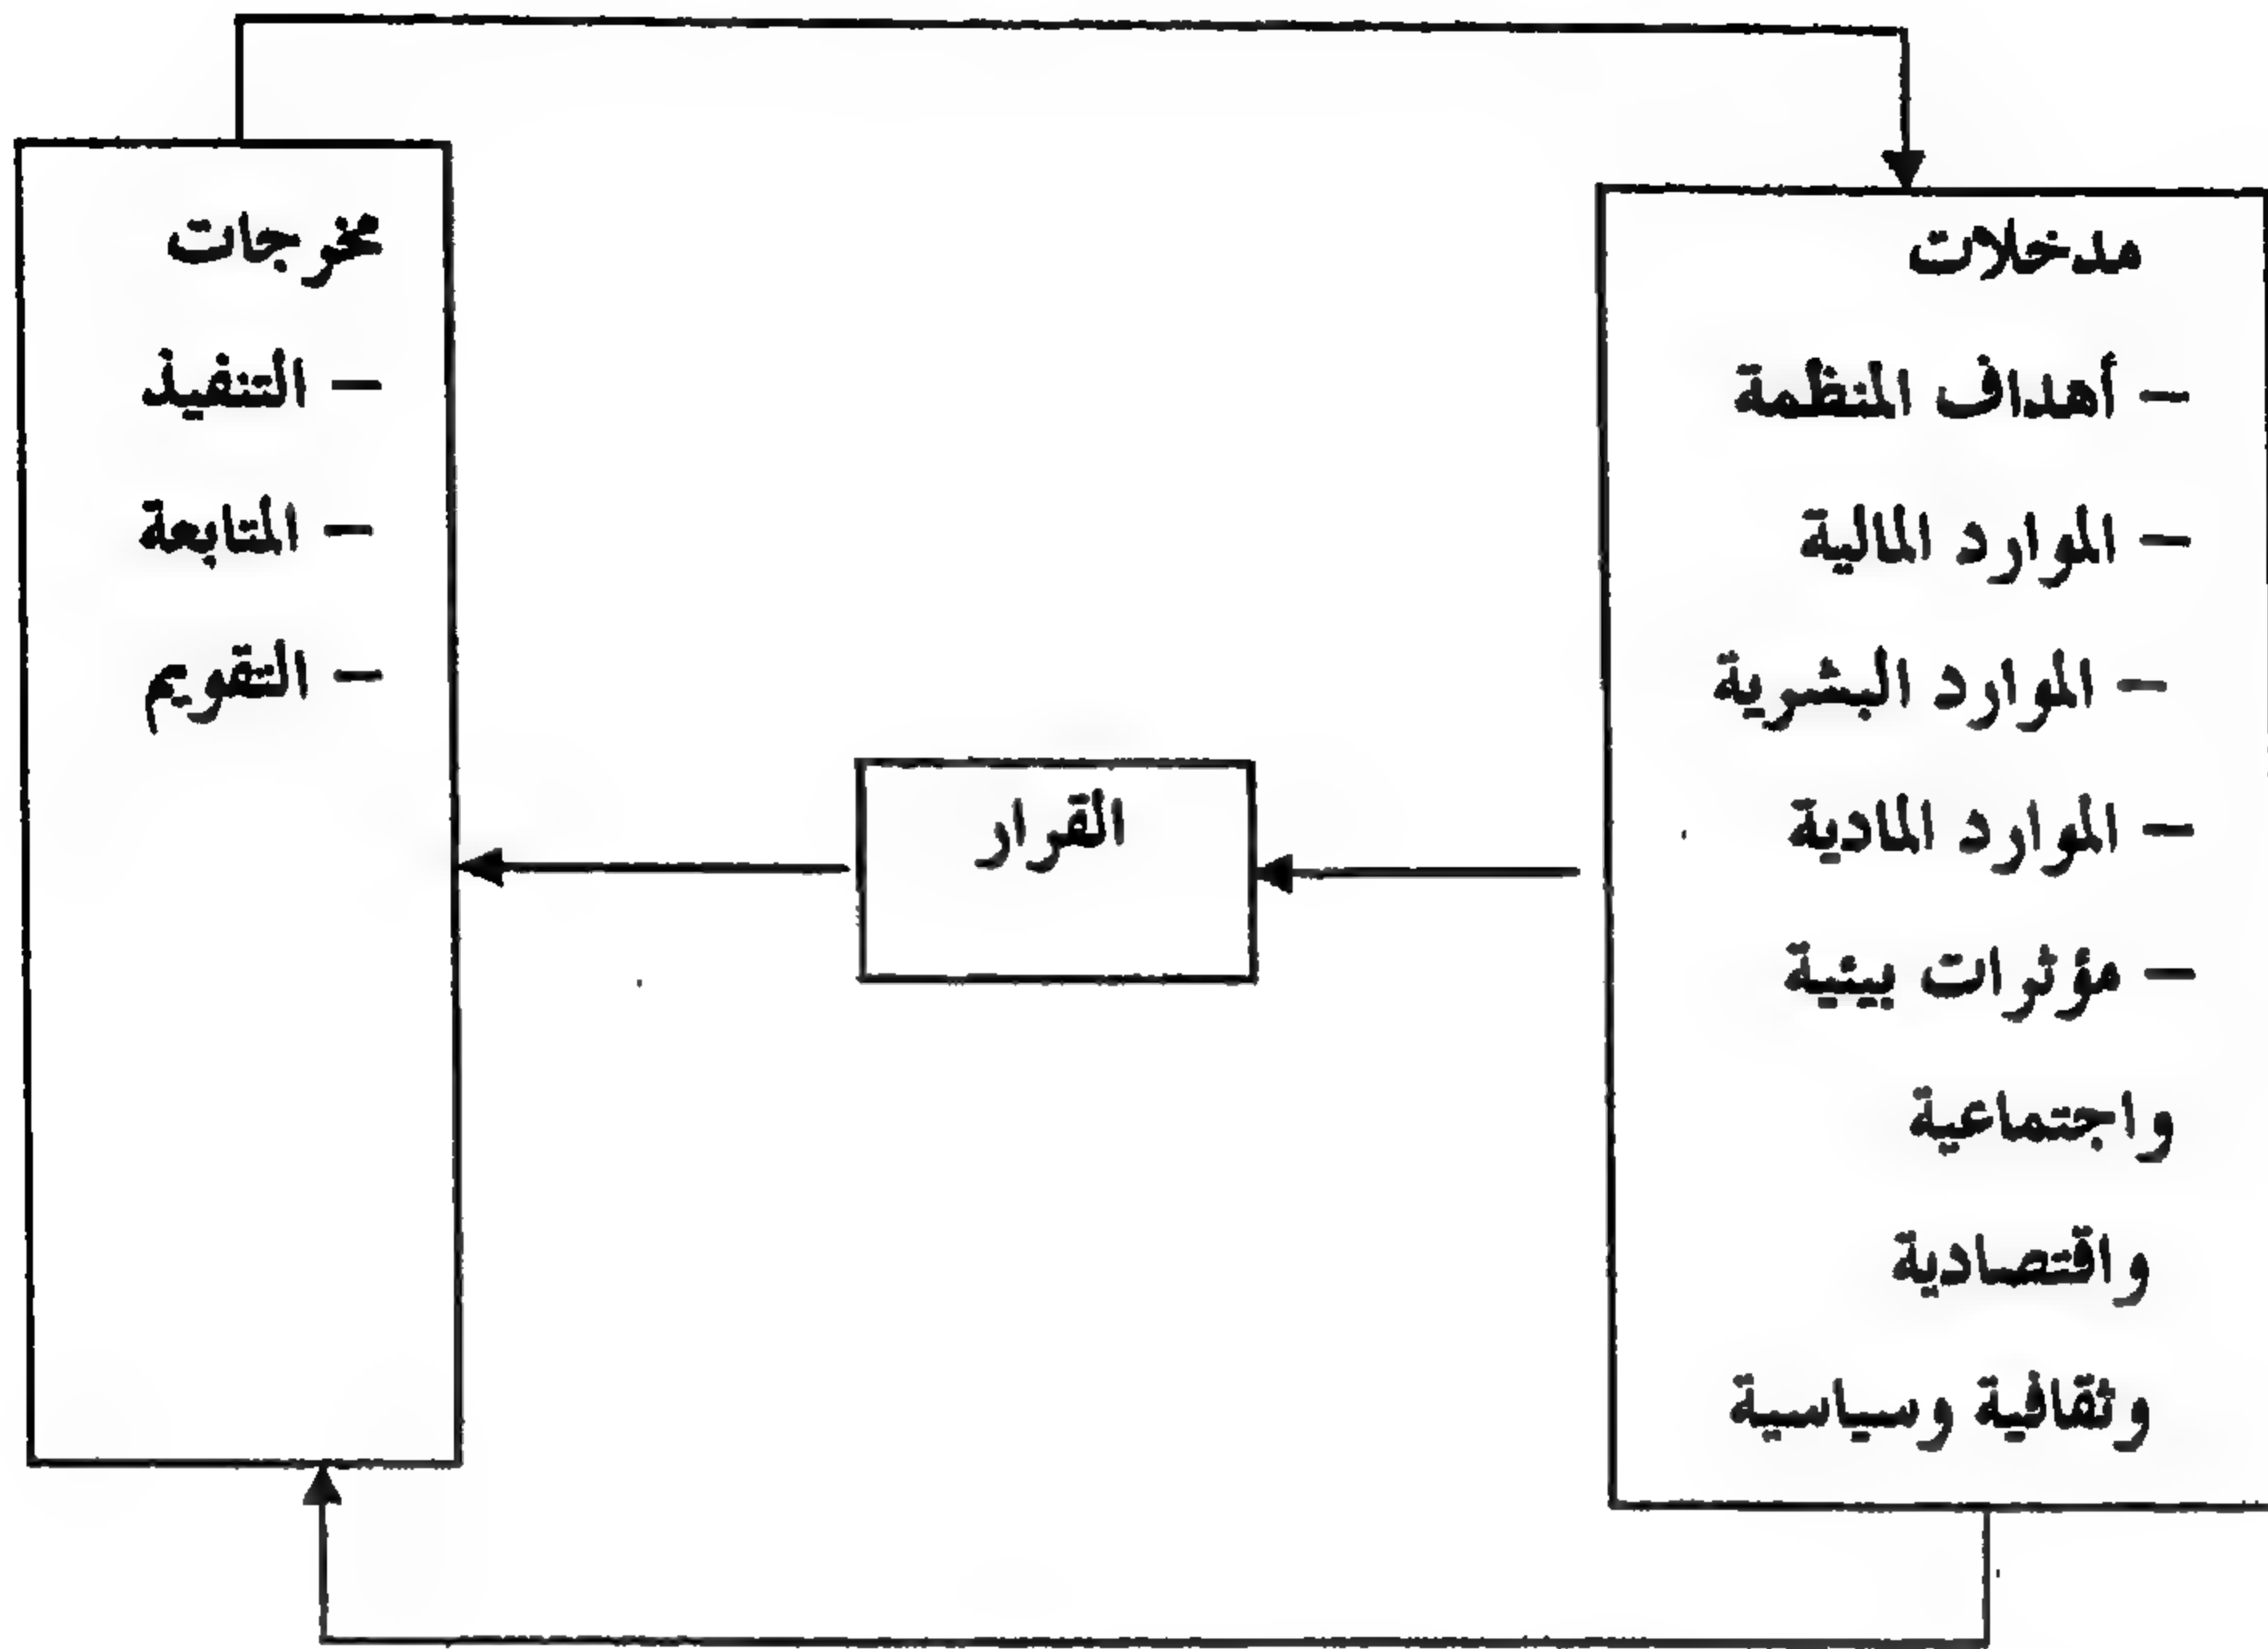 مدخلات
– أهداف المنظمة
– الموارد المالية
– الموارد البشرية
– الموارد المادية
– مؤثرات بيئية
واجتماعية
واقتصادية
وثقافية وسياسية
القرار
مخرجات
– التنفيذ
– المتابعة
– التقويم